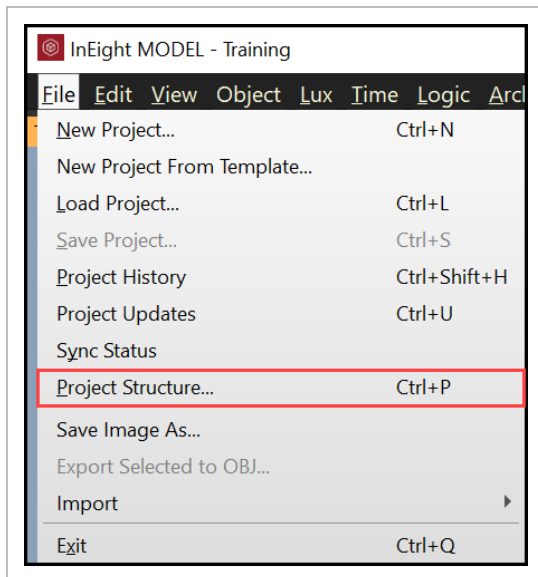 InEight MODEL - Training
File Edit View Object Lux Time Logic
New Project... Ctrl+N
New Project From Template...
Load Project... Ctrl+L
Save Project... Ctrl+S
Project History Ctrl+Shift+H
Project Updates Ctrl+U
Sync Status
Project Structure... Ctrl+P
Save Image As...
Export Selected to OBJ...
Import
Exit Ctrl+Q